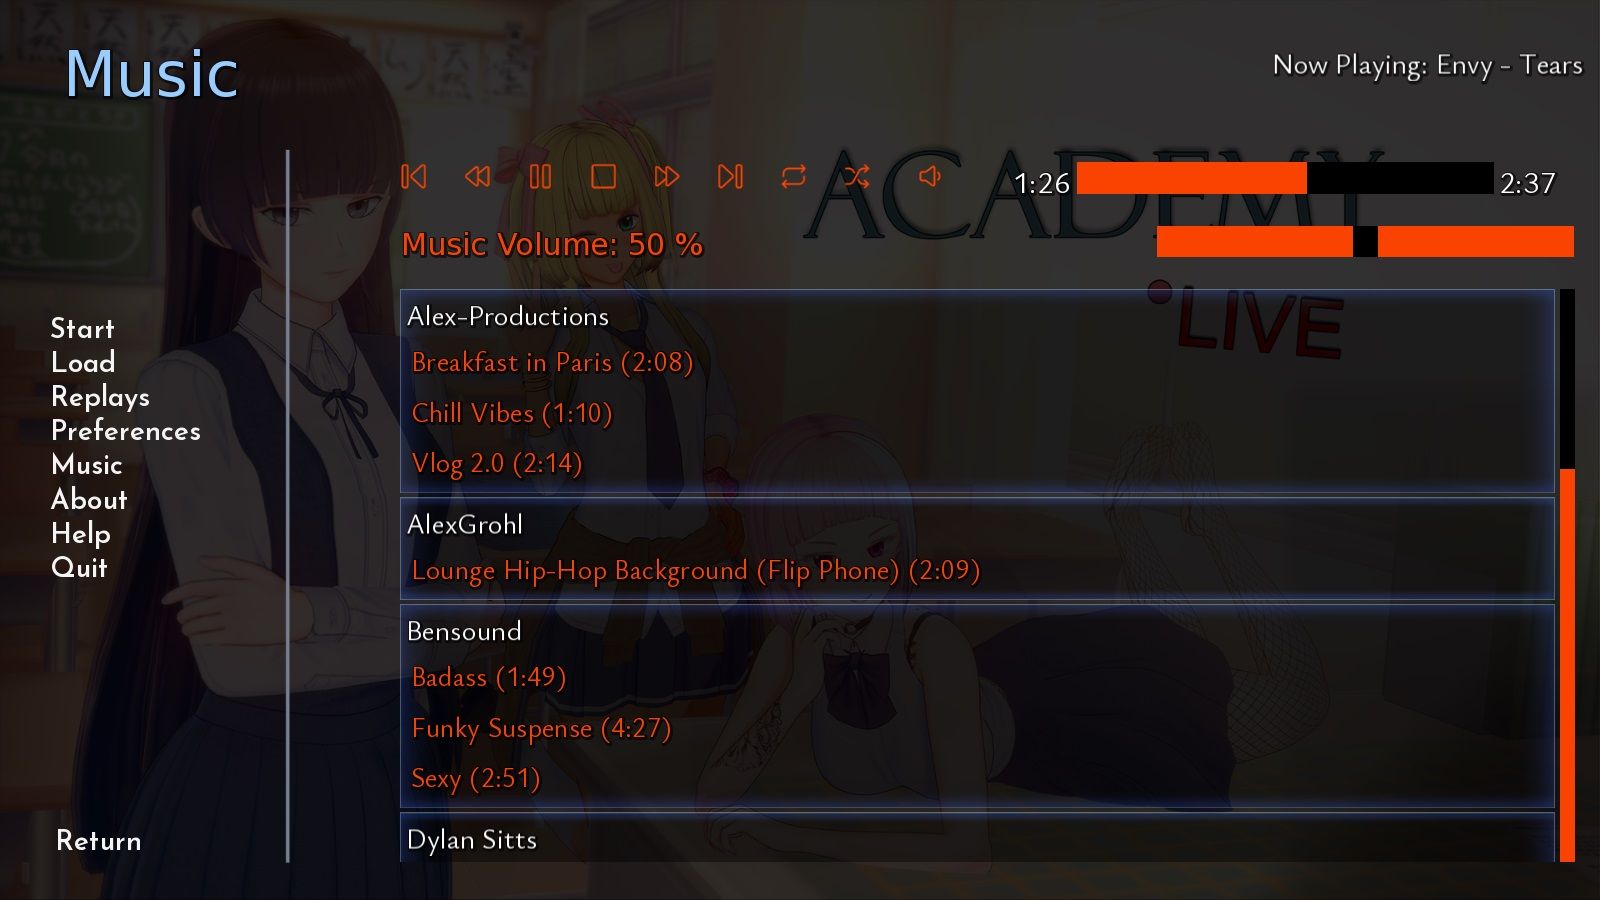 Music
Now Playing: Envy - Tears
ACADEMY
1:26
2:37
Music Volume: 50 %
LIVE
Start
Load
Replays
Preferences
Music
About
Help
Quit
Return
Alex-Productions
Breakfast in Paris (2:08)
Chill Vibes (1:10)
Vlog 2.0 (2:14)
AlexGrohl
Lounge Hip-Hop Background (Flip Phone) (2:09)
Bensound
Badass (1:49)
Funky Suspense (4:27)
Sexy (2:51)
Dylan Sitts